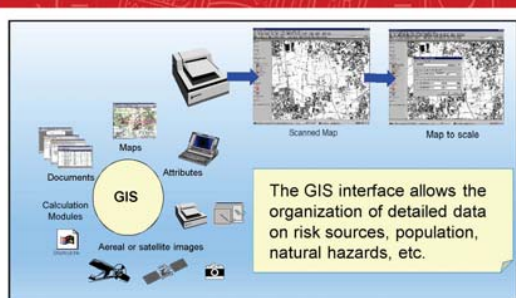 Scanned Map
Map to scale
Maps
Documents
Attributes
GIS
Calculation
Modules
Aereal or satellite images
The GIS interface allows the
organization of detailed data
on risk sources, population,
natural hazards, etc.